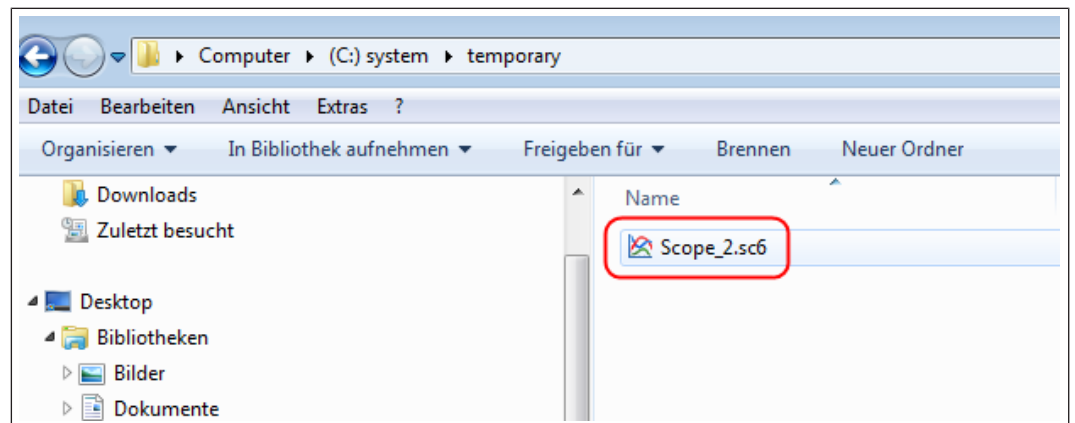 Computer (C:) system temporary
Datei Bearbeiten Ansicht Extras ?
Organisieren In Bibliothek aufnehmen Freigeben für Brennen Neuer Ordner
Downloads
Zuletzt besucht
Desktop
Bibliotheken
Bilder
Dokumente
Name
Scope_2.sc6